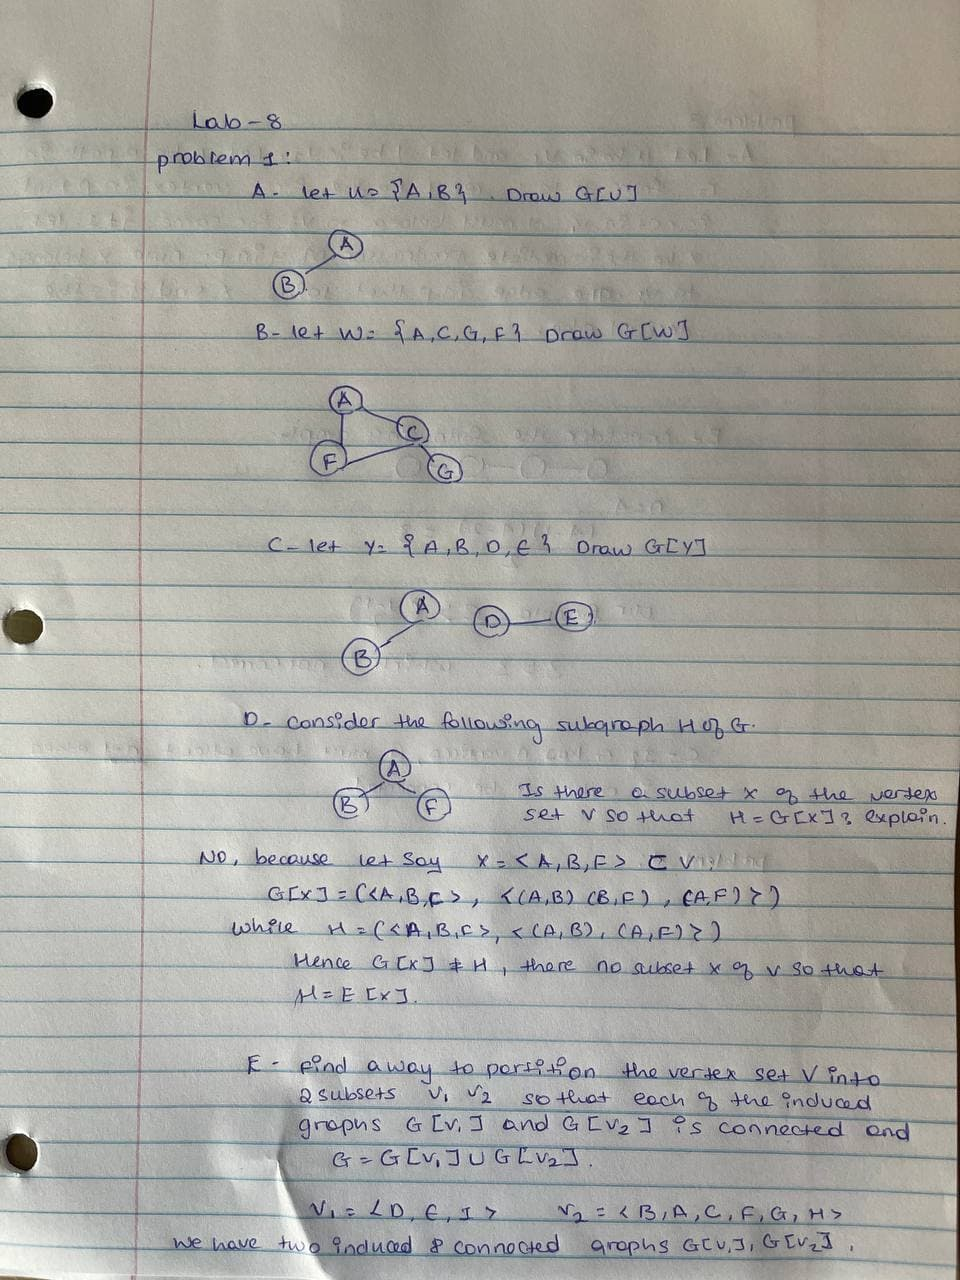 Lab-8
problem 1:
A- let U= {A,B} . Draw G[U]
A
B
B- let W= {A,C,G,F} Draw G[W]
A
C
F
G
C- let Y= {A,B,D,E} Draw G[Y]
A
D
E
B
D- consider the following subgraph H of G.
A
B
F
Is there a subset x of the vertex
set V so that H=G[X]? explain.
NO, because let say X=<A,B,F> ⊂ V.
G[X]=(<A,B,F>, <(A,B) (B,F), (A,F)>)
while H=(<A,B,F>, <(A,B), (A,F)>)
Hence G[X] ≠ H, there no subset x of v so that
H=E[X].
E- find a way to partition the vertex set V into
2 subsets V₁ V₂ so that each of the induced
graphs G[V₁] and G[V₂] is connected and
G=G[V₁] U G[V₂].
V₁=<D,E,I> V₂=<B,A,C,F,G,H>
we have two induced & connected graphs G[V₁], G[V₂].